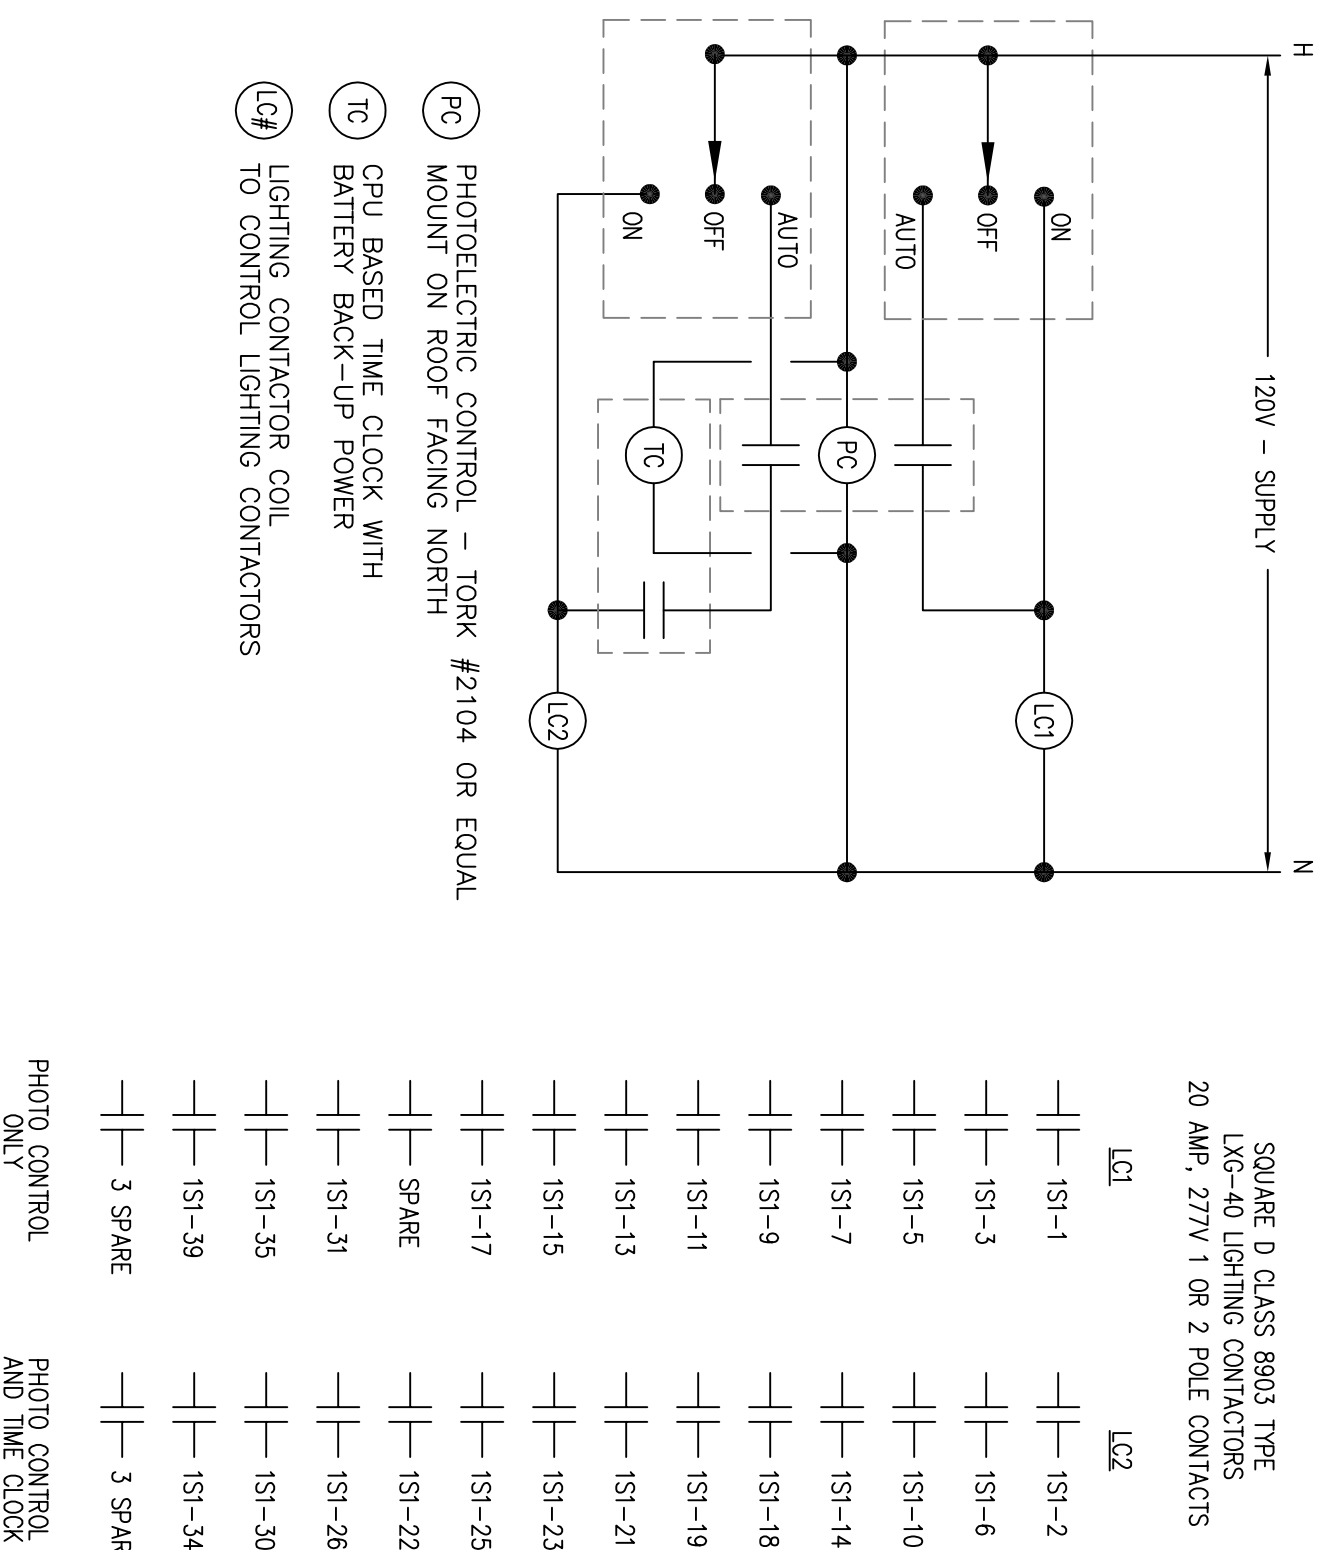 H
N
120V - SUPPLY
ON
OFF
AUTO
LC1
PC
AUTO
OFF
ON
TC
LC2
PC
PHOTOELECTRIC CONTROL - TORK #2104 OR EQUAL
MOUNT ON ROOF FACING NORTH
TC
CPU BASED TIME CLOCK WITH
BATTERY BACK-UP POWER
LC#
LIGHTING CONTACTOR COIL
TO CONTROL LIGHTING CONTACTORS
SQUARE D CLASS 8903 TYPE
LXG-40 LIGHTING CONTACTORS
20 AMP, 277V 1 OR 2 POLE CONTACTS
LC1
1S1-1
1S1-3
1S1-5
1S1-7
1S1-9
1S1-11
1S1-13
1S1-15
1S1-17
SPARE
1S1-31
1S1-35
1S1-39
3 SPARE
PHOTO CONTROL
ONLY
LC2
1S1-2
1S1-6
1S1-10
1S1-14
1S1-18
1S1-19
1S1-21
1S1-23
1S1-25
1S1-22
1S1-26
1S1-30
1S1-34
3 SPAR
PHOTO CONTROL
AND TIME CLOCK